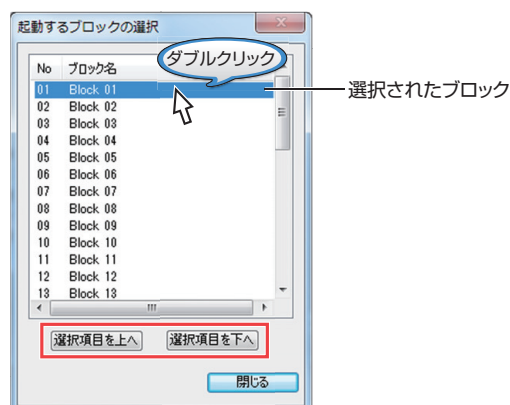 起動するブロックの選択
ダブルクリック
No ブロック名
01 Block 01
選択されたブロック
02 Block 02
03 Block 03
04 Block 04
05 Block 05
06 Block 06
07 Block 07
08 Block 08
09 Block 09
10 Block 10
11 Block 11
12 Block 12
13 Block 13
選択項目を上へ 選択項目を下へ
閉じる